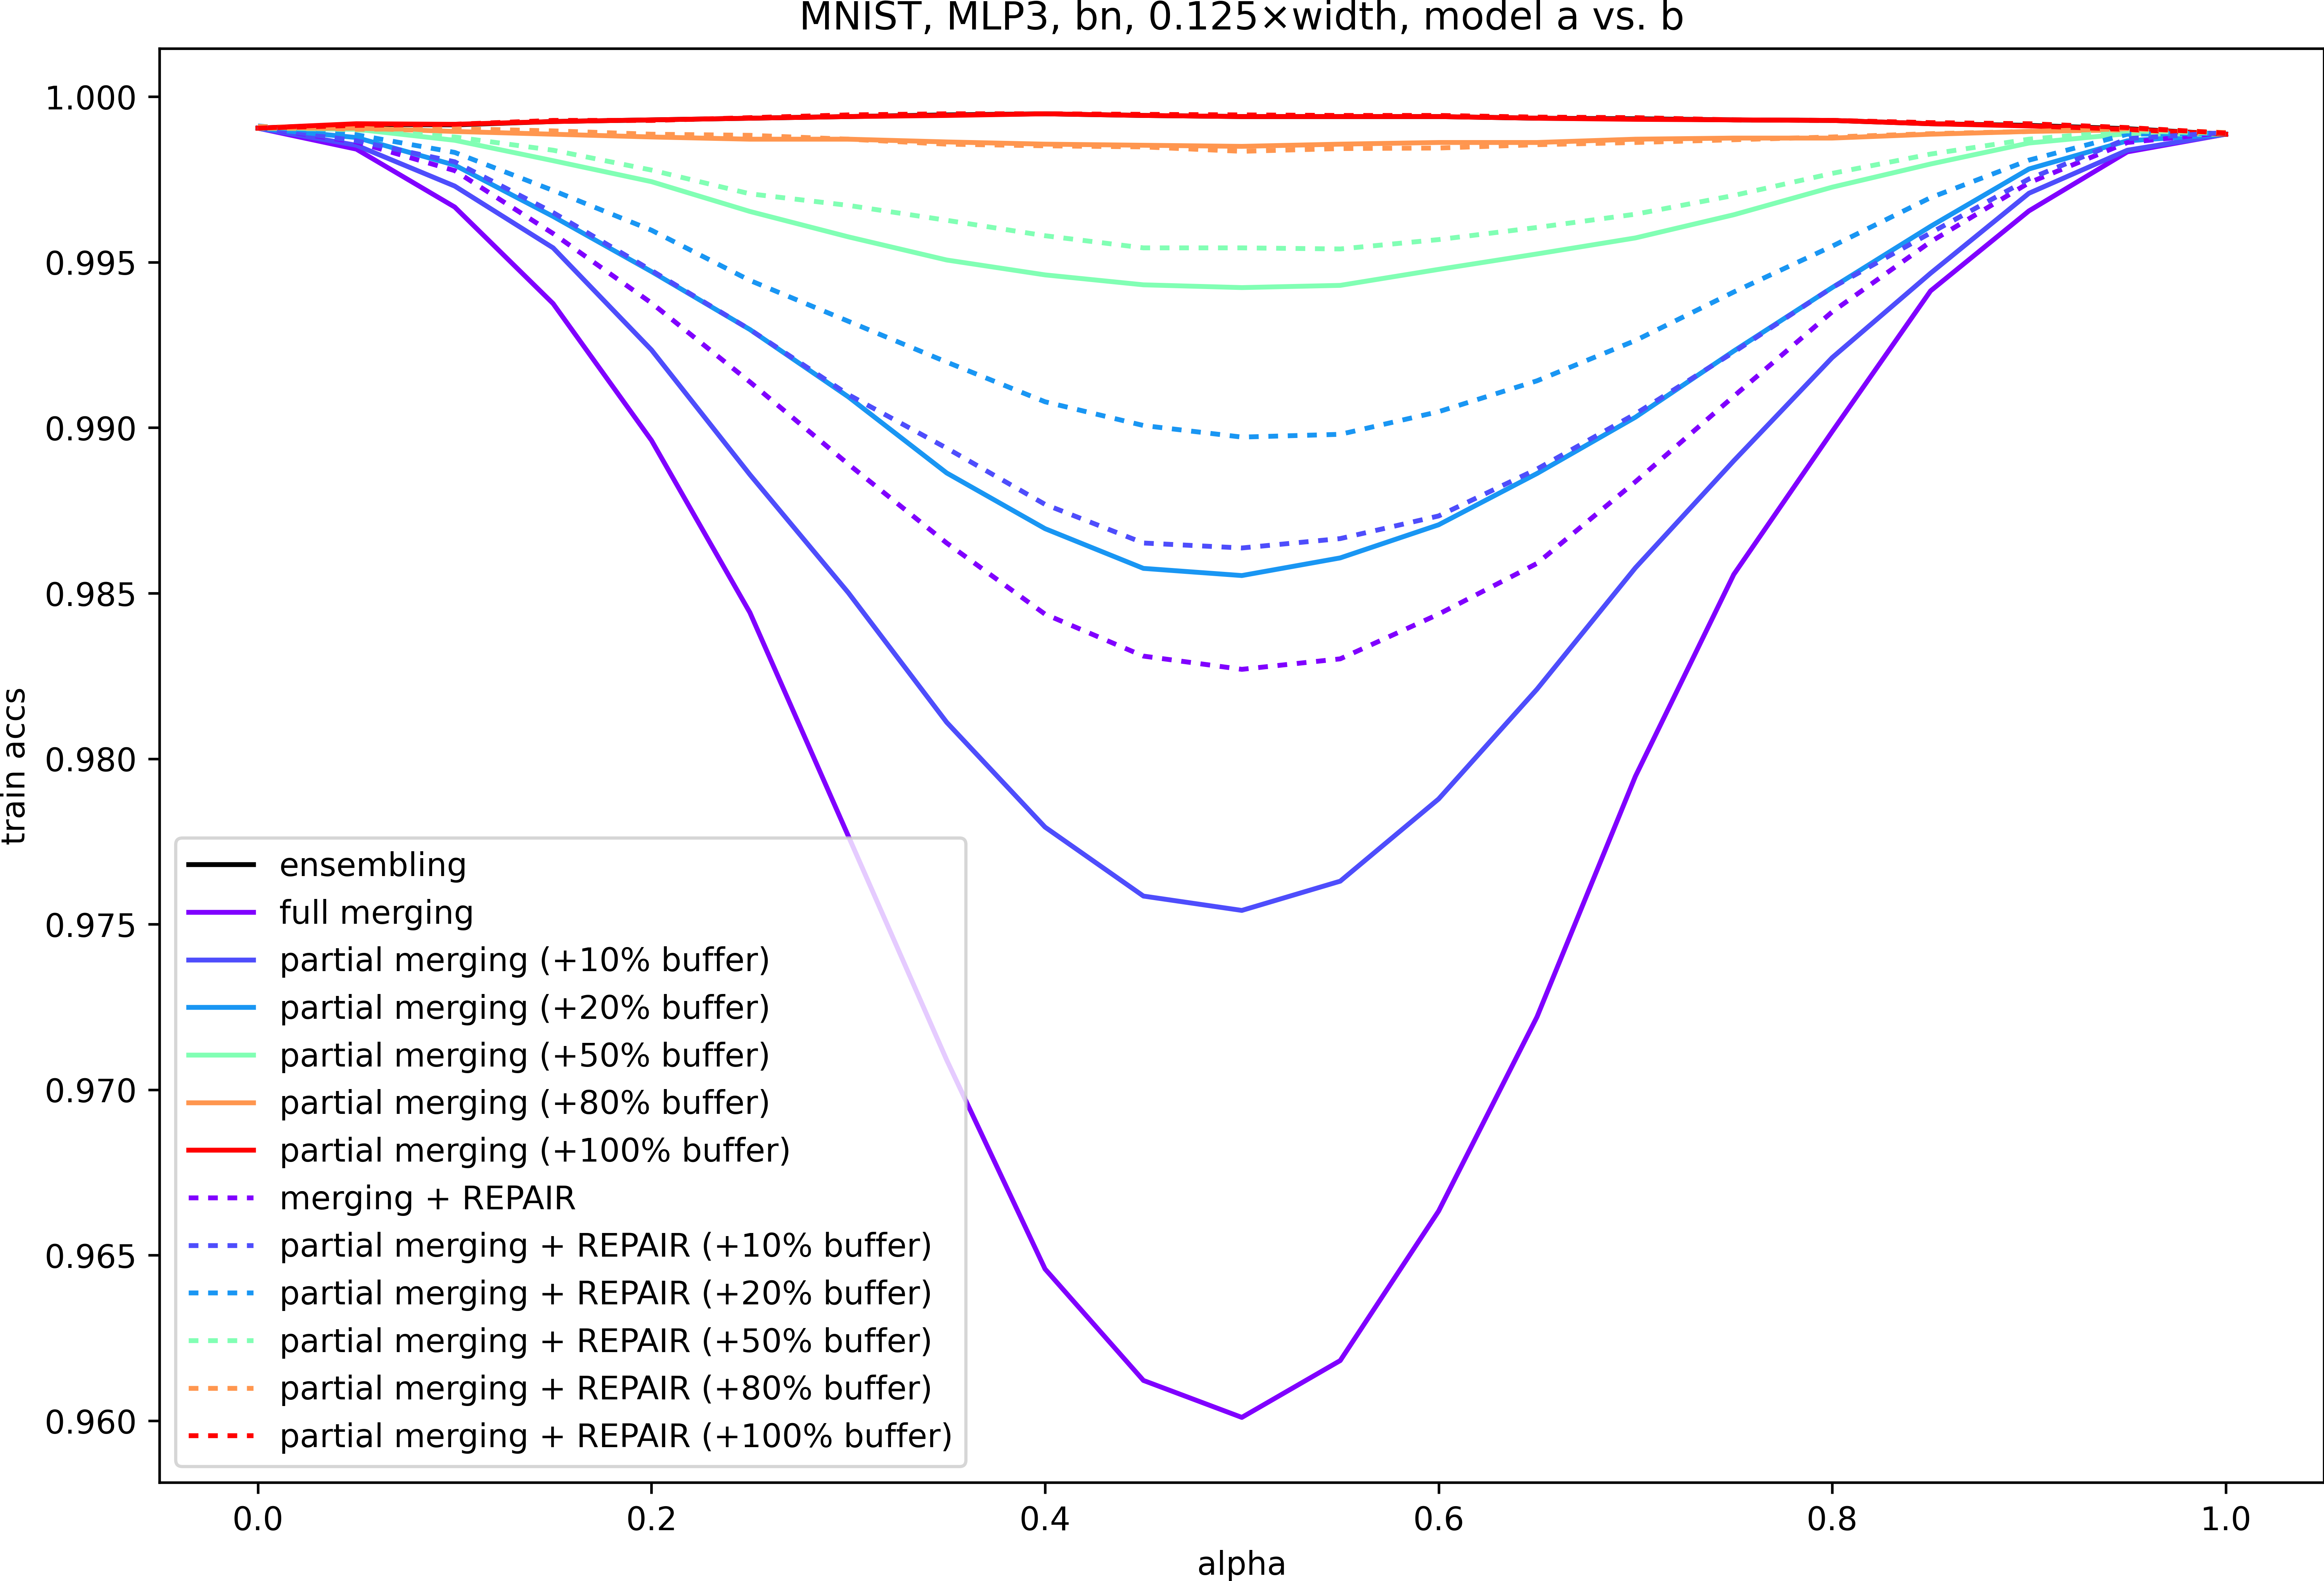 MNIST, MLP3, bn, 0.125×width, model a vs. b
1.000
0.995
0.990
0.985
0.980
0.975
0.970
0.965
0.960
train accs
ensembling
full merging
partial merging (+10% buffer)
partial merging (+20% buffer)
partial merging (+50% buffer)
partial merging (+80% buffer)
partial merging (+100% buffer)
merging + REPAIR
partial merging + REPAIR (+10% buffer)
partial merging + REPAIR (+20% buffer)
partial merging + REPAIR (+50% buffer)
partial merging + REPAIR (+80% buffer)
partial merging + REPAIR (+100% buffer)
0.0 0.2 0.4 0.6 0.8 1.0
alpha